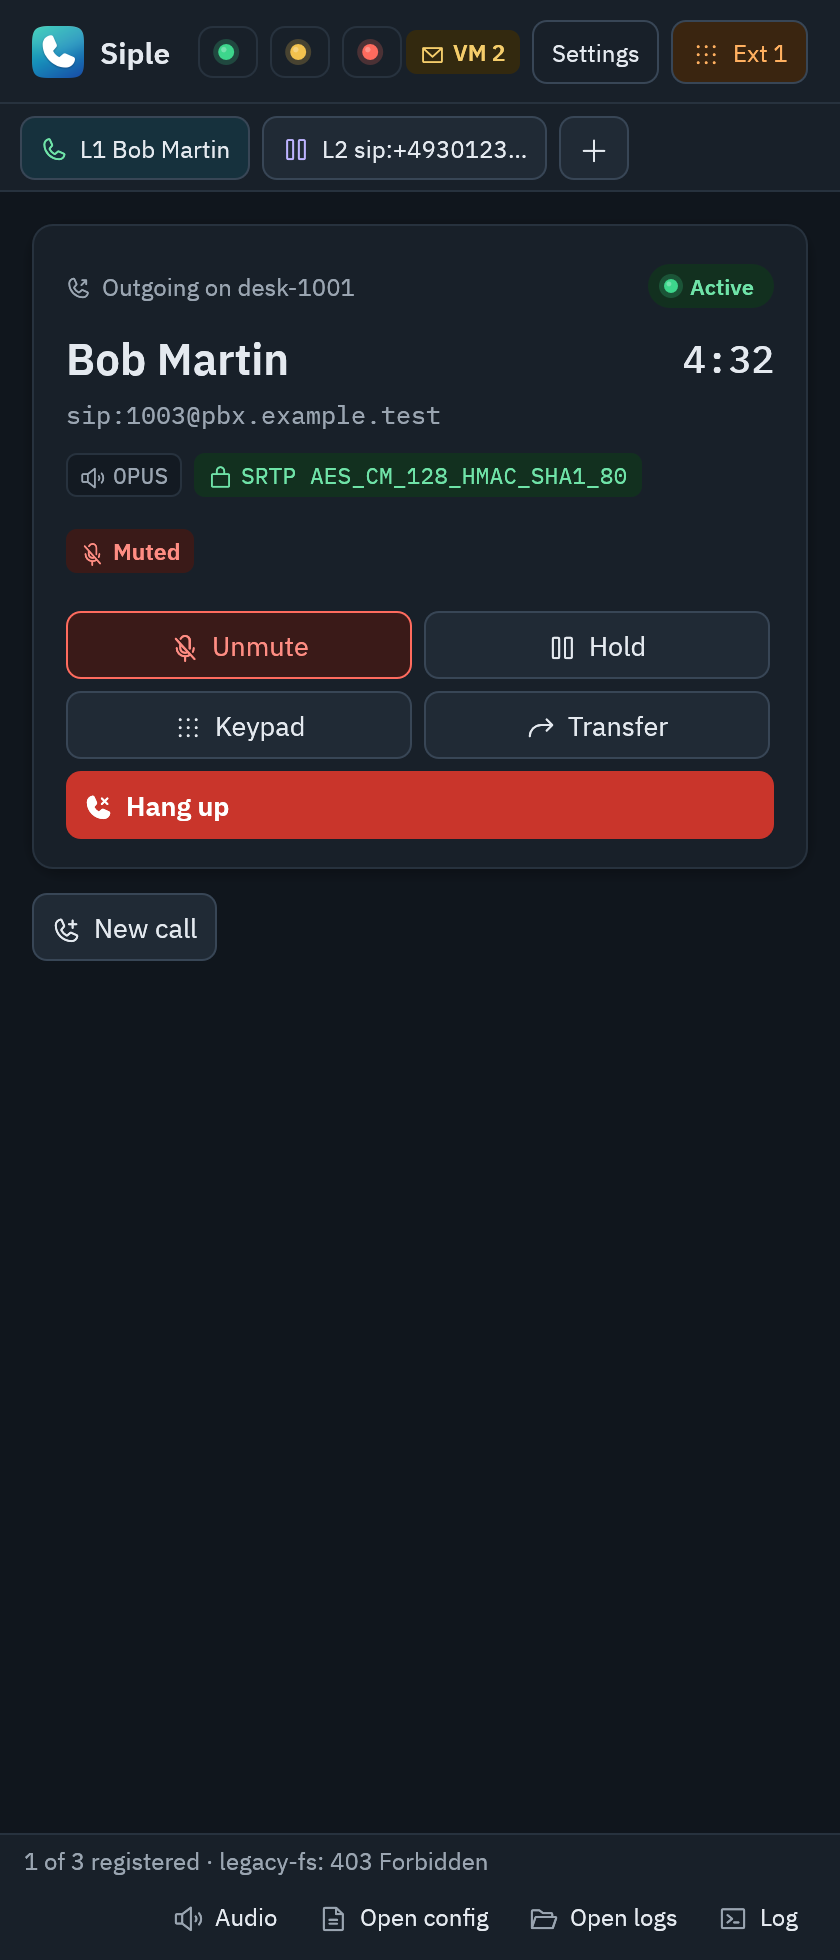 Siple VM 2 Settings Ext 1
L1 Bob Martin L2 sip:+4930123...
Outgoing on desk-1001 Active
Bob Martin 4:32
sip:1003@pbx.example.test
OPUS SRTP AES_CM_128_HMAC_SHA1_80
Muted
Unmute Hold
Keypad Transfer
Hang up
New call
1 of 3 registered · legacy-fs: 403 Forbidden
Audio Open config Open logs Log